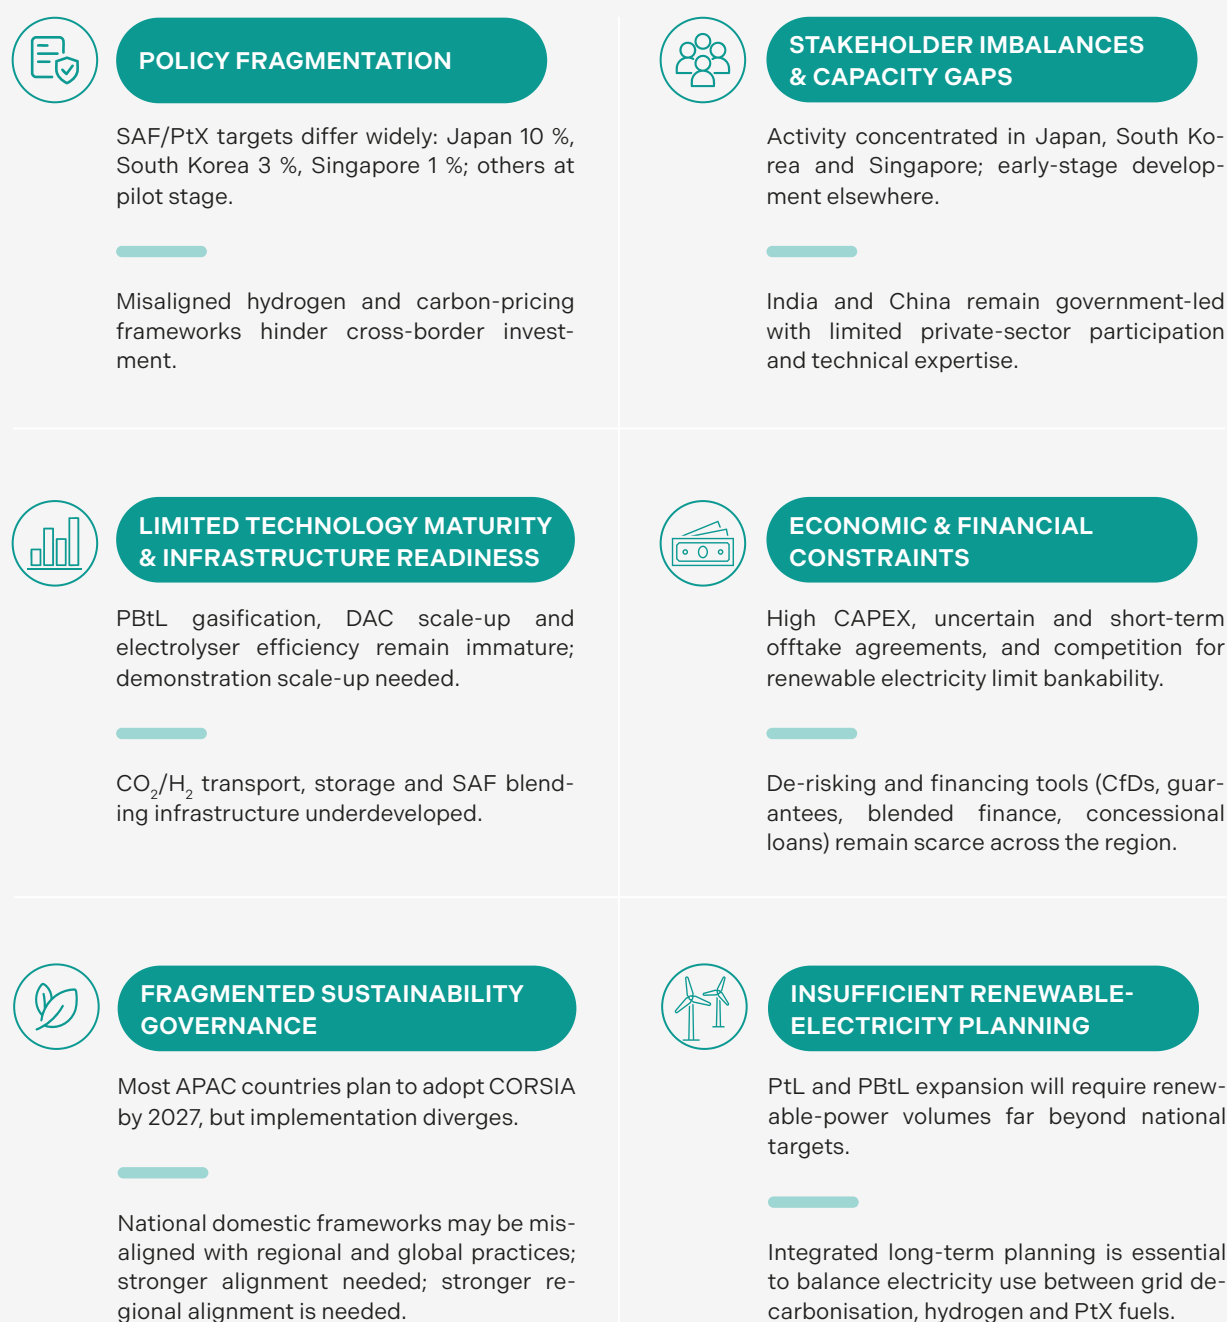 POLICY FRAGMENTATION
SAF/PtX targets differ widely: Japan 10 %,
South Korea 3 %, Singapore 1 %; others at
pilot stage.
Misaligned hydrogen and carbon-pricing
frameworks hinder cross-border invest-
ment.
STAKEHOLDER IMBALANCES
& CAPACITY GAPS
Activity concentrated in Japan, South Ko-
rea and Singapore; early-stage develop-
ment elsewhere.
India and China remain government-led
with limited private-sector participation
and technical expertise.
LIMITED TECHNOLOGY MATURITY
& INFRASTRUCTURE READINESS
PBtL gasification, DAC scale-up and
electrolyser efficiency remain immature;
demonstration scale-up needed.
CO₂/H₂ transport, storage and SAF blend-
ing infrastructure underdeveloped.
ECONOMIC & FINANCIAL
CONSTRAINTS
High CAPEX, uncertain and short-term
offtake agreements, and competition for
renewable electricity limit bankability.
De-risking and financing tools (CfDs, guar-
antees, blended finance, concessional
loans) remain scarce across the region.
FRAGMENTED SUSTAINABILITY
GOVERNANCE
Most APAC countries plan to adopt CORSIA
by 2027, but implementation diverges.
National domestic frameworks may be mis-
aligned with regional and global practices;
stronger alignment needed; stronger re-
gional alignment is needed.
INSUFFICIENT RENEWABLE-
ELECTRICITY PLANNING
PtL and PBtL expansion will require renew-
able-power volumes far beyond national
targets.
Integrated long-term planning is essential
to balance electricity use between grid de-
carbonisation, hydrogen and PtX fuels.